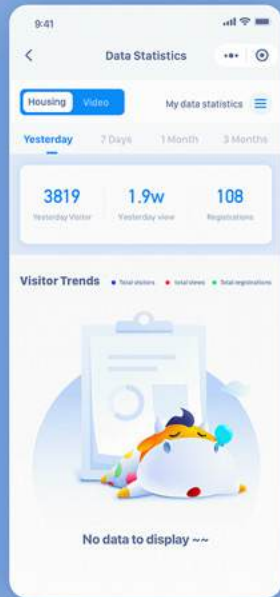 9:41
Data Statistics
Housing Video My data statistics
Yesterday 7 Days 1 Month 3 Months
3819 1.9w 108
Yesterday Visitor Yesterday view Registrations
Visitor Trends Total visitors total views Total registrations
No data to display ~~